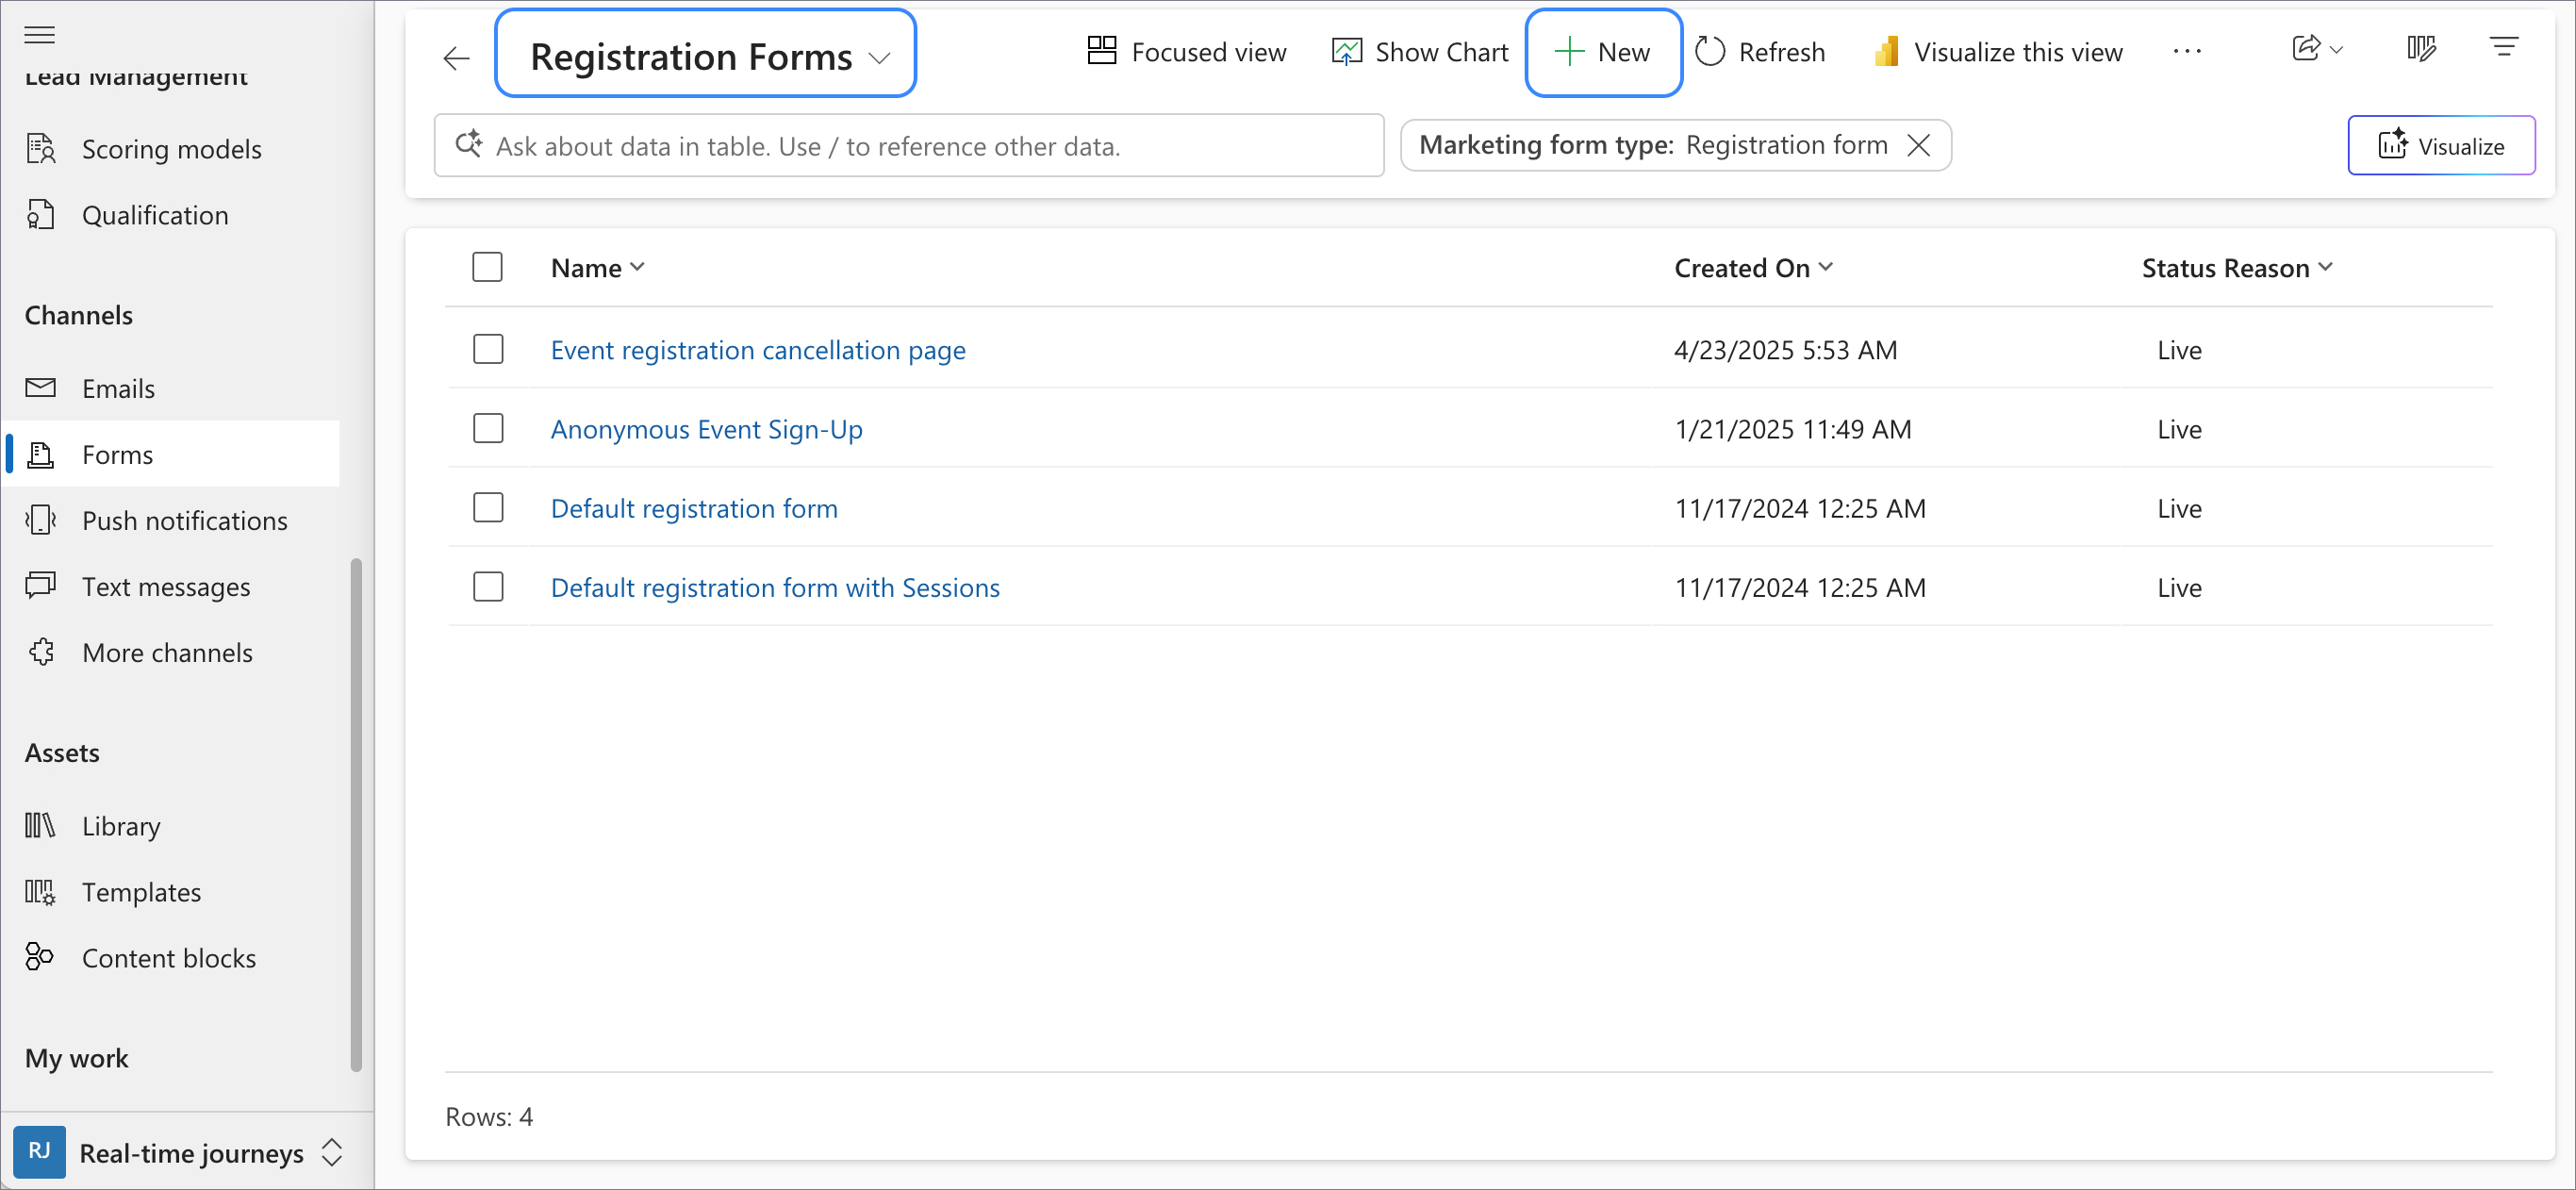 Lead Management
Scoring models
Qualification
Channels
Emails
Forms
Push notifications
Text messages
More channels
Assets
Library
Templates
Content blocks
My work
RJ Real-time journeys
Registration Forms
Focused view
Show Chart
New
Refresh
Visualize this view
Ask about data in table. Use / to reference other data.
Marketing form type: Registration form
Visualize
Name Created On Status Reason
Event registration cancellation page 4/23/2025 5:53 AM Live
Anonymous Event Sign-Up 1/21/2025 11:49 AM Live
Default registration form 11/17/2024 12:25 AM Live
Default registration form with Sessions 11/17/2024 12:25 AM Live
Rows: 4